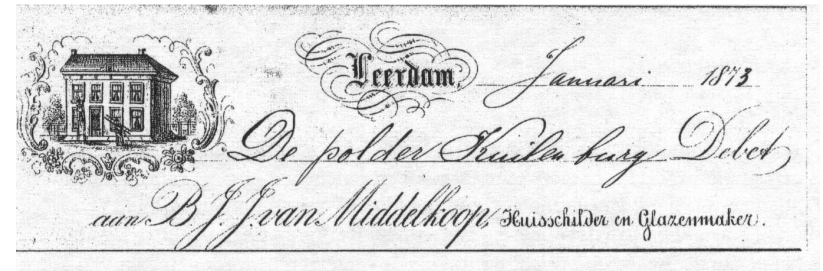 Leerdam, Januari 1873
De polder Kuilenburg Debet,
aan B. J. J. van Middelkoop, Huisschilder en Glazenmaker.